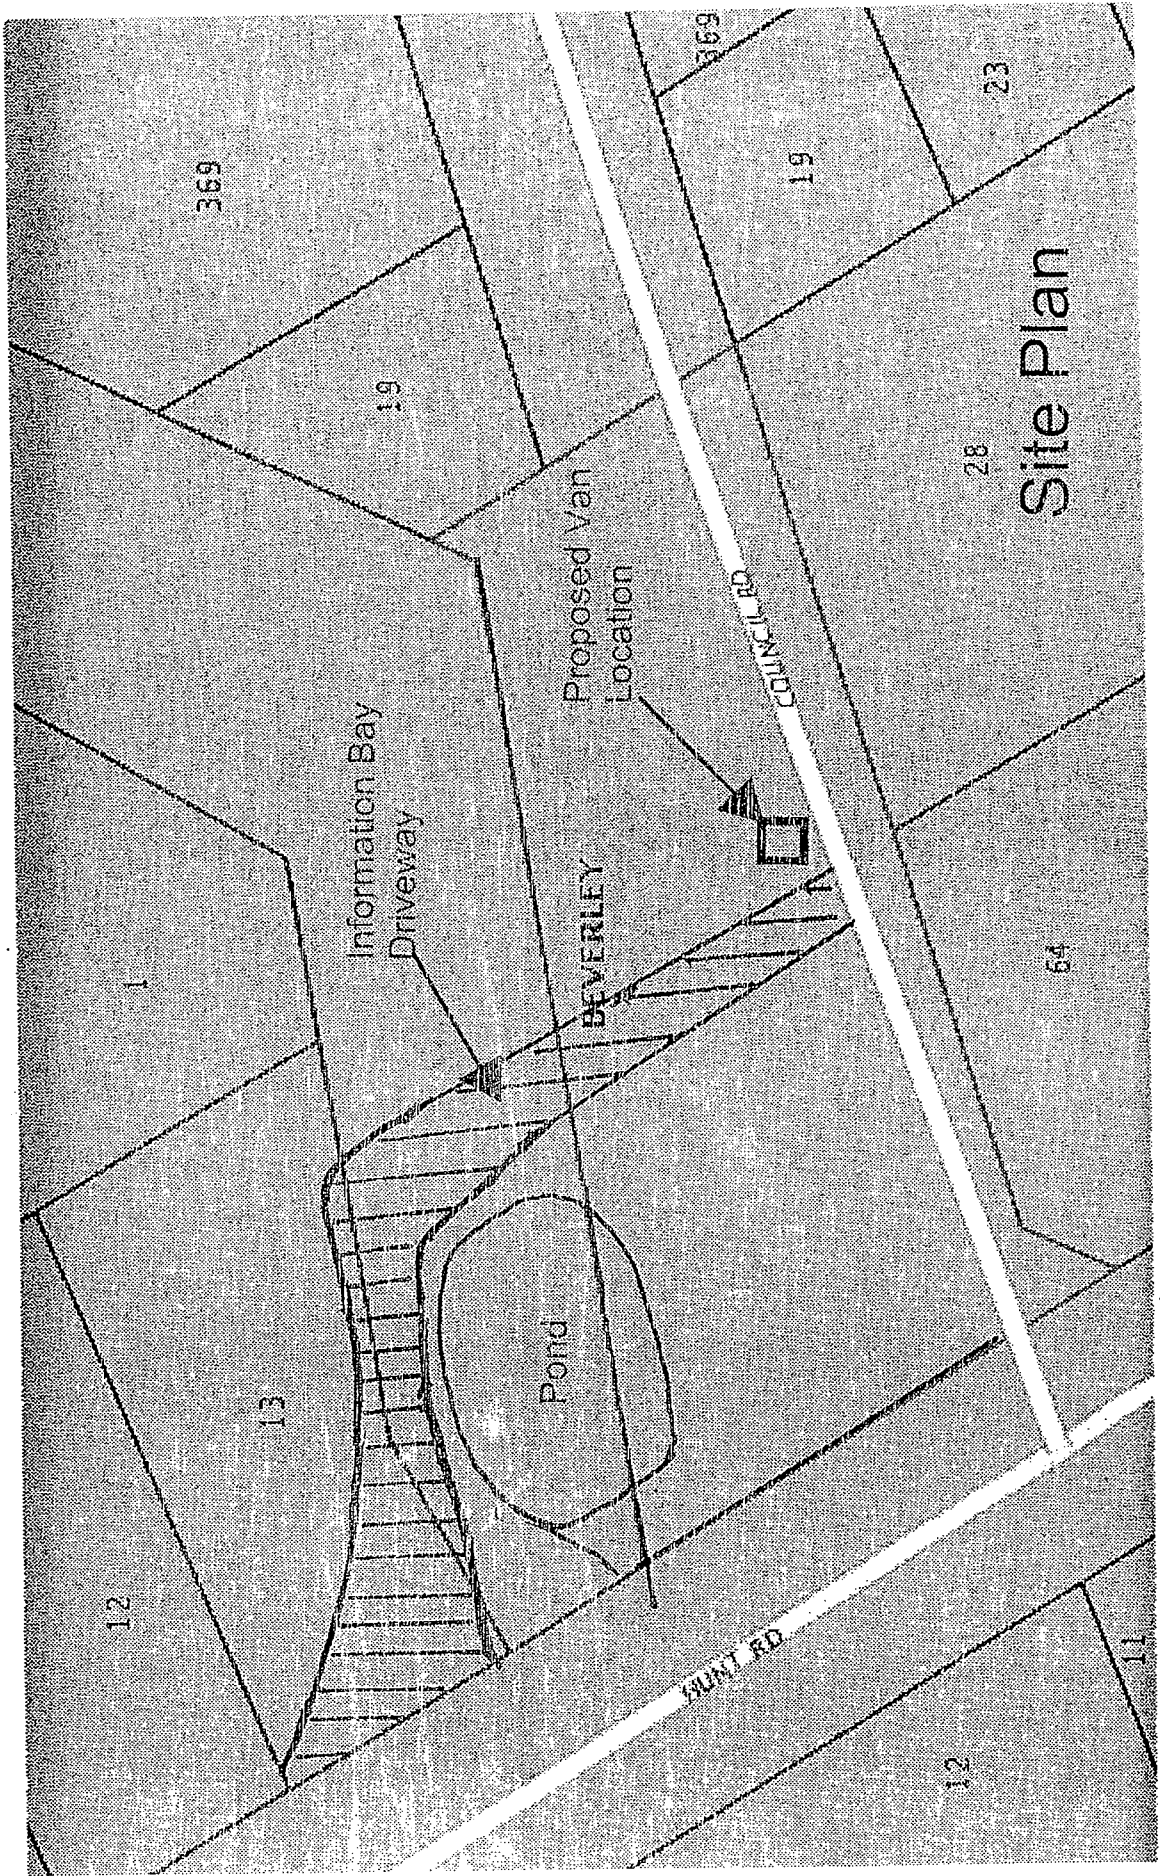 12
1
369
13
Information Bay
Driveway
19
Pond
BEVERLEY
Proposed Van
Location
369
HUNT RD
COUNCIL RD
19
12
28
23
64
Site Plan
11